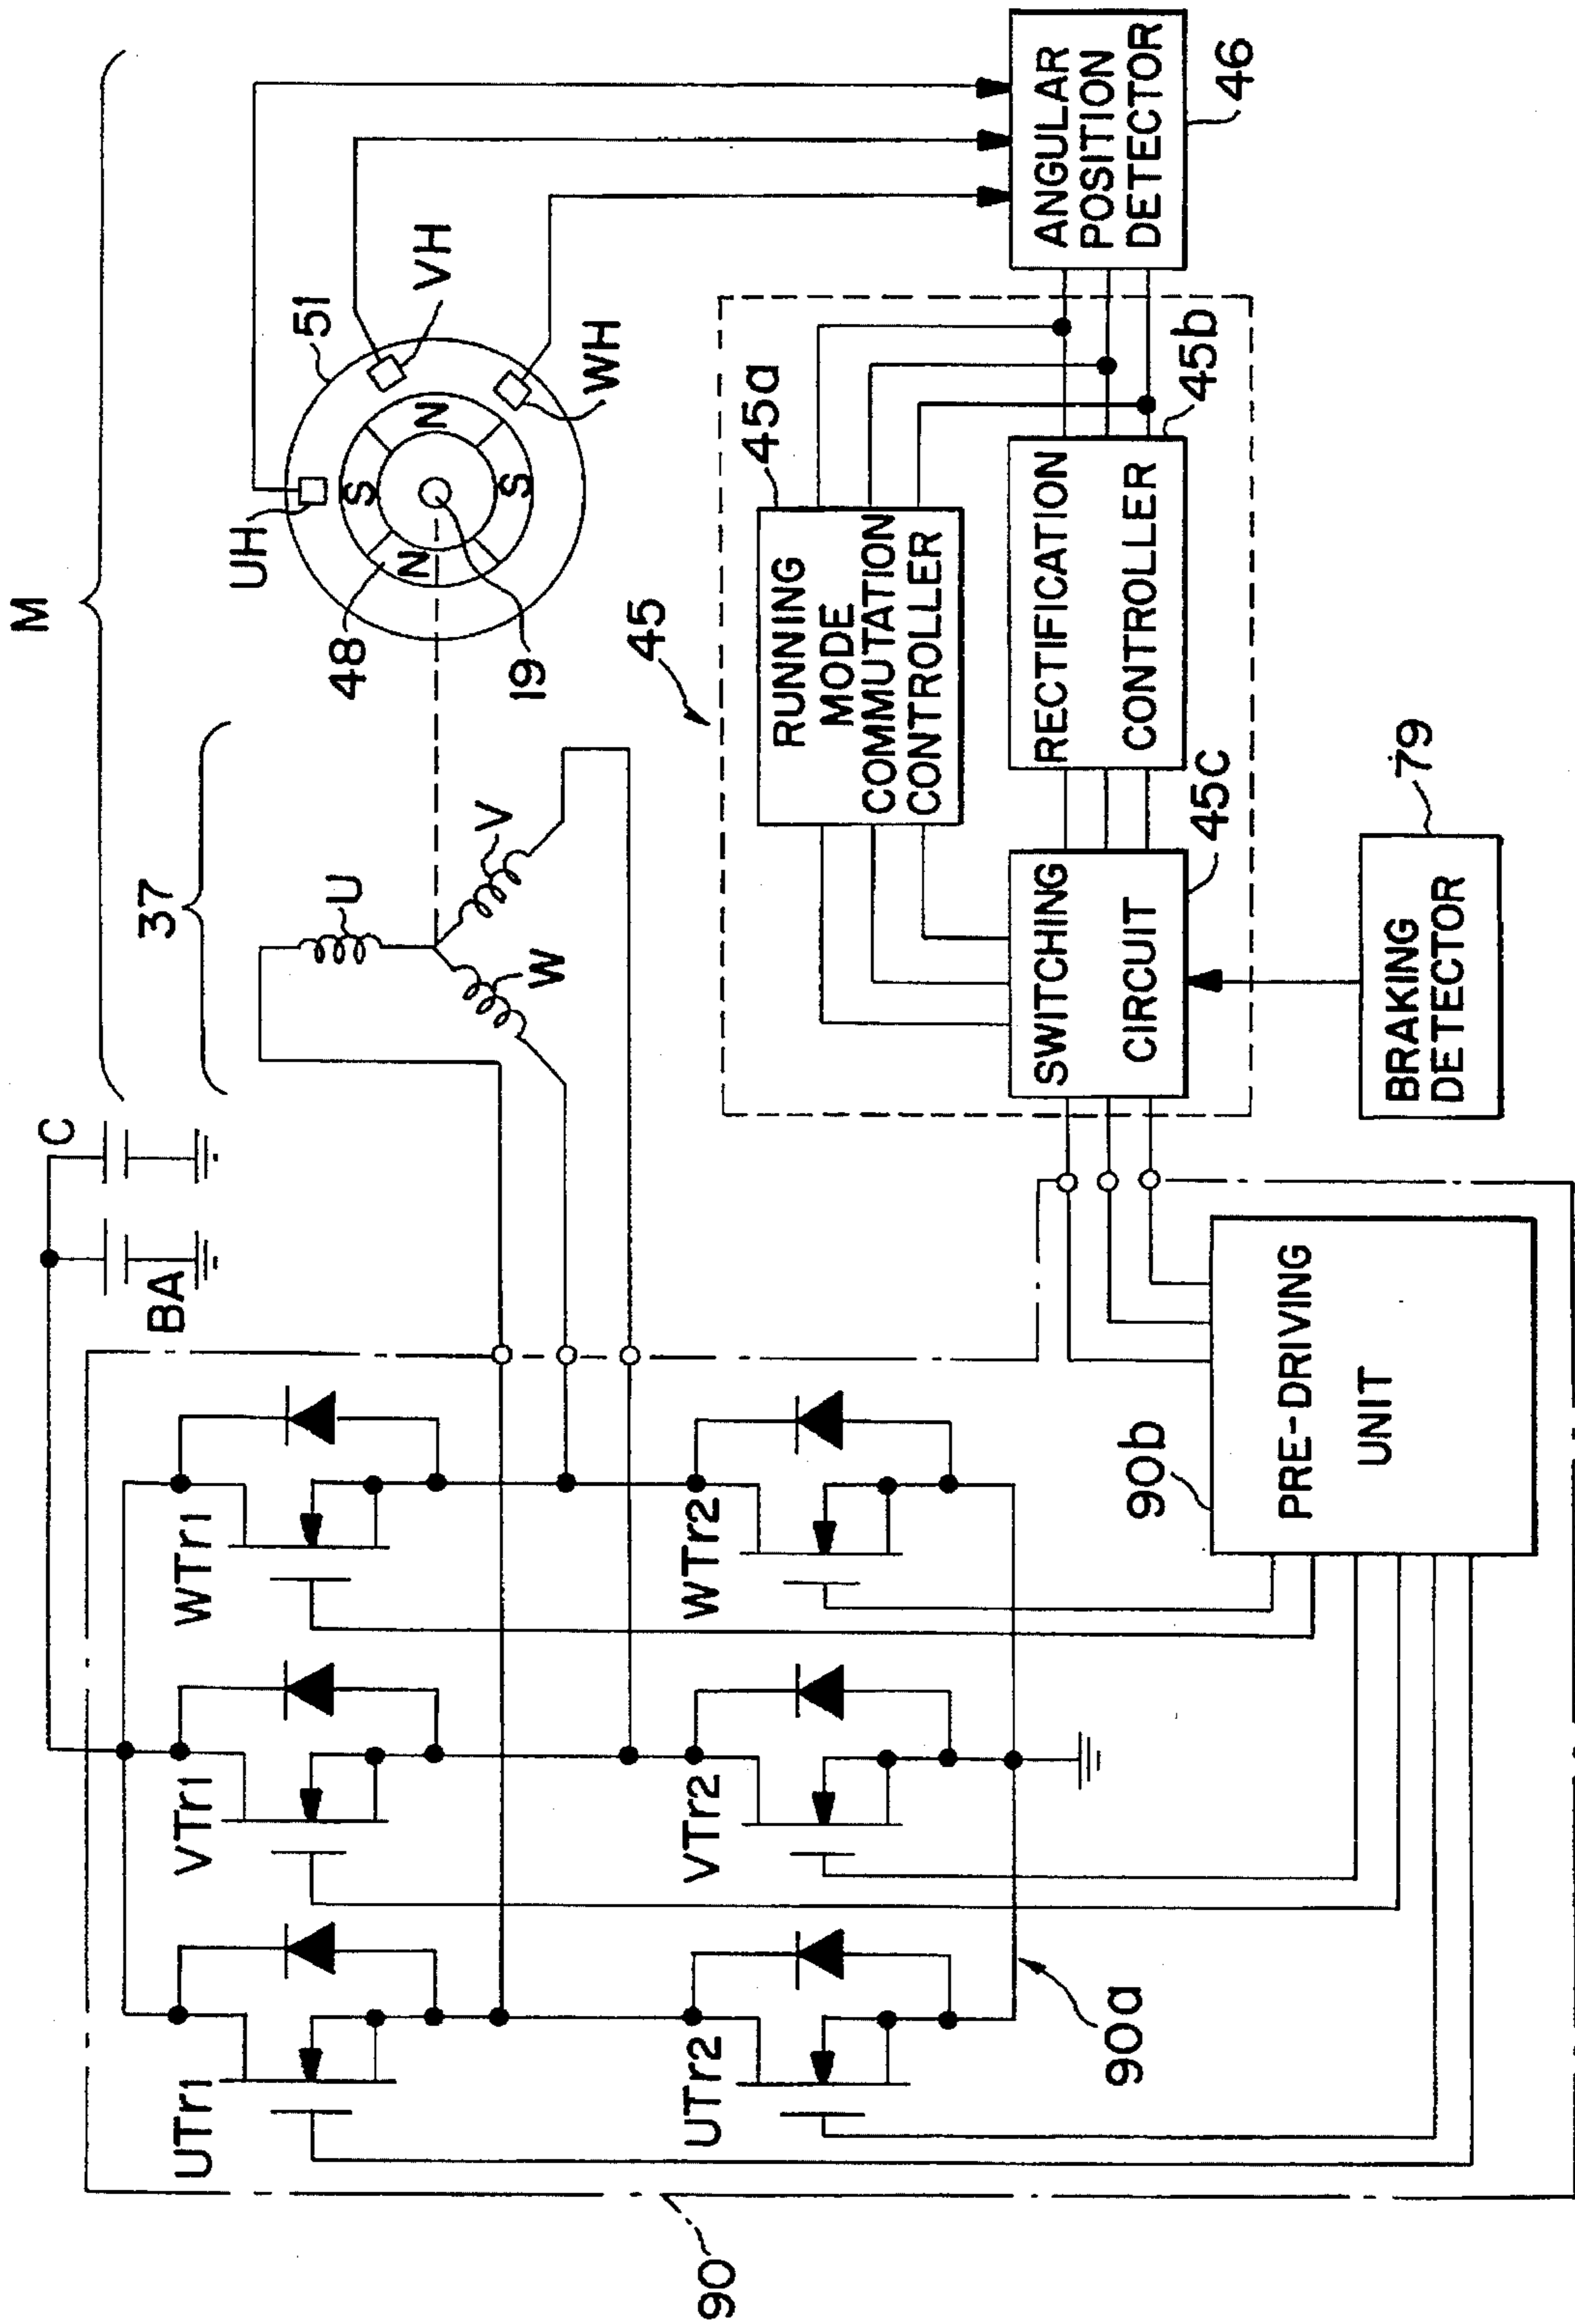 M
37
C
BA
U
V
W
UH
VH
WH
51
48
19
WTr1
VTr1
UTr1
WTr2
VTr2
UTr2
90a
90
90b
PRE-DRIVING
UNIT
45
45a
RUNNING
MODE
COMMUTATION
CONTROLLER
45b
RECTIFICATION
CONTROLLER
45C
SWITCHING
CIRCUIT
79
BRAKING
DETECTOR
46
ANGULAR
POSITION
DETECTOR
N
S
N
S